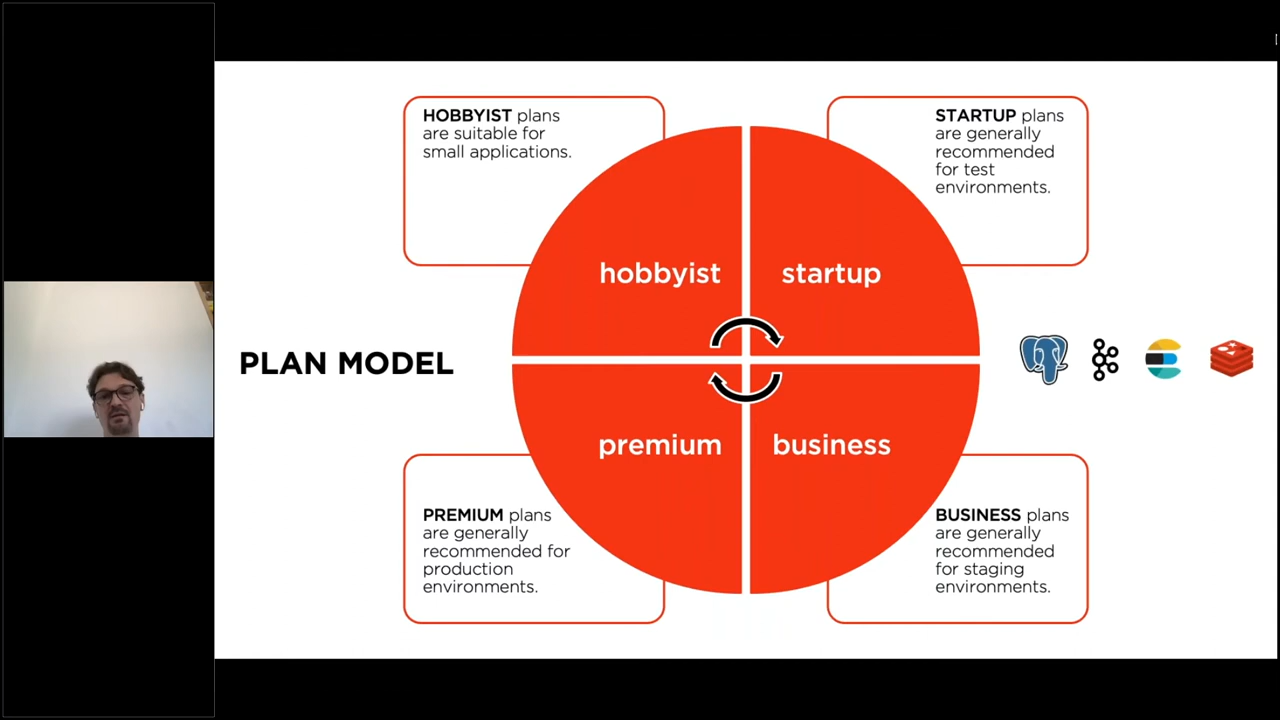 HOBBYIST plans
are suitable for
small applications.
STARTUP plans
are generally
recommended
for test
environments.
hobbyist
startup
PLAN MODEL
premium
business
PREMIUM plans
are generally
recommended for
production
environments.
BUSINESS plans
are generally
recommended
for staging
environments.